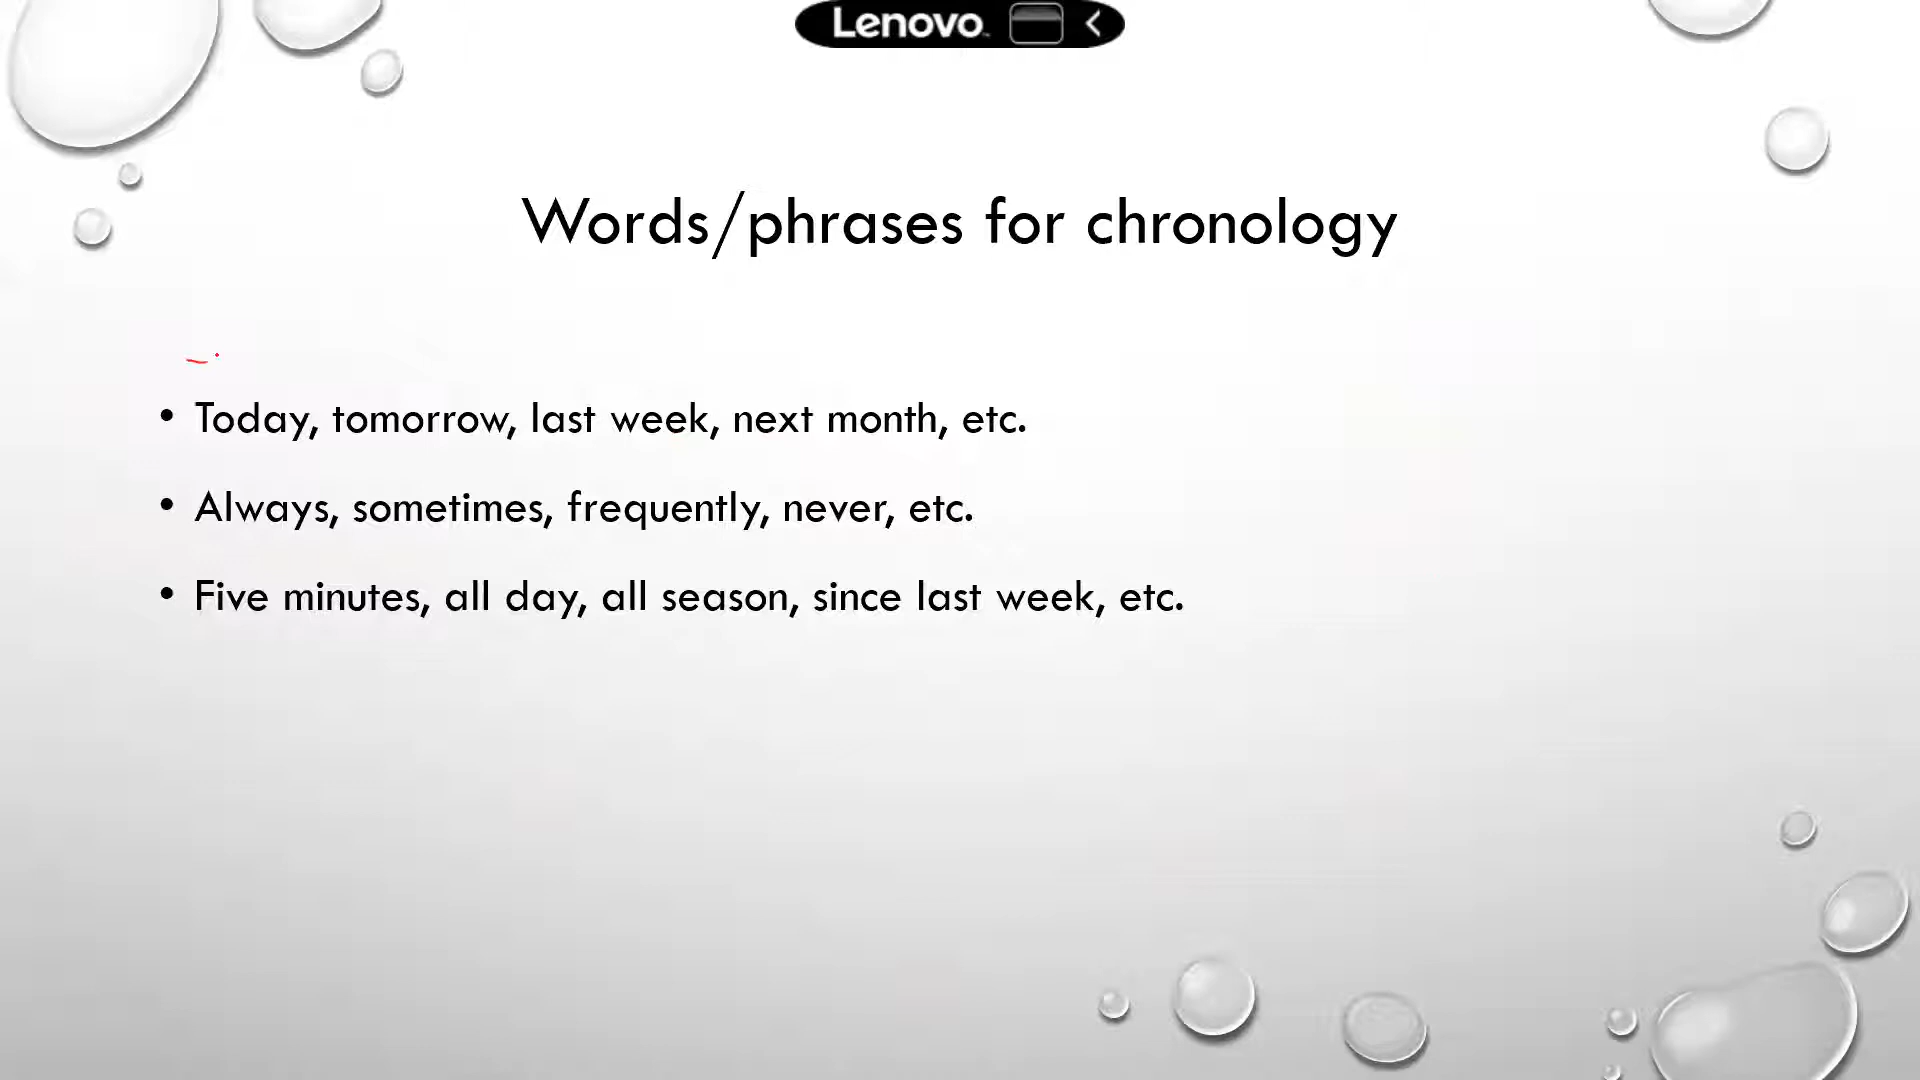 Lenovo
Words/phrases for chronology
• Today, tomorrow, last week, next month, etc.
• Always, sometimes, frequently, never, etc.
• Five minutes, all day, all season, since last week, etc.